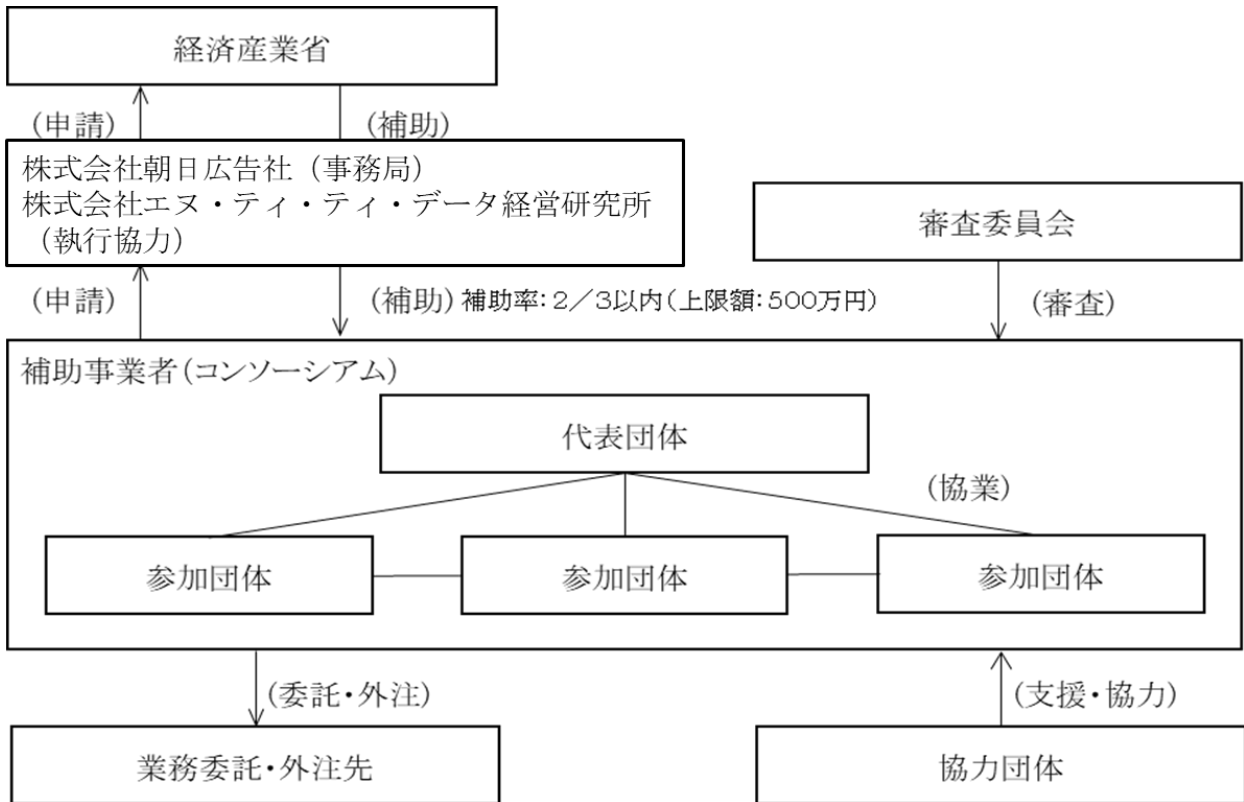 経済産業省
(申請)
(補助)
株式会社朝日広告社（事務局）
株式会社エヌ・ティ・ティ・データ経営研究所
（執行協力）
審査委員会
(申請)
(補助) 補助率：2／3以内（上限額：500万円）
(審査)
補助事業者(コンソーシアム)
代表団体
(協業)
参加団体
参加団体
参加団体
(委託・外注)
(支援・協力)
業務委託・外注先
協力団体